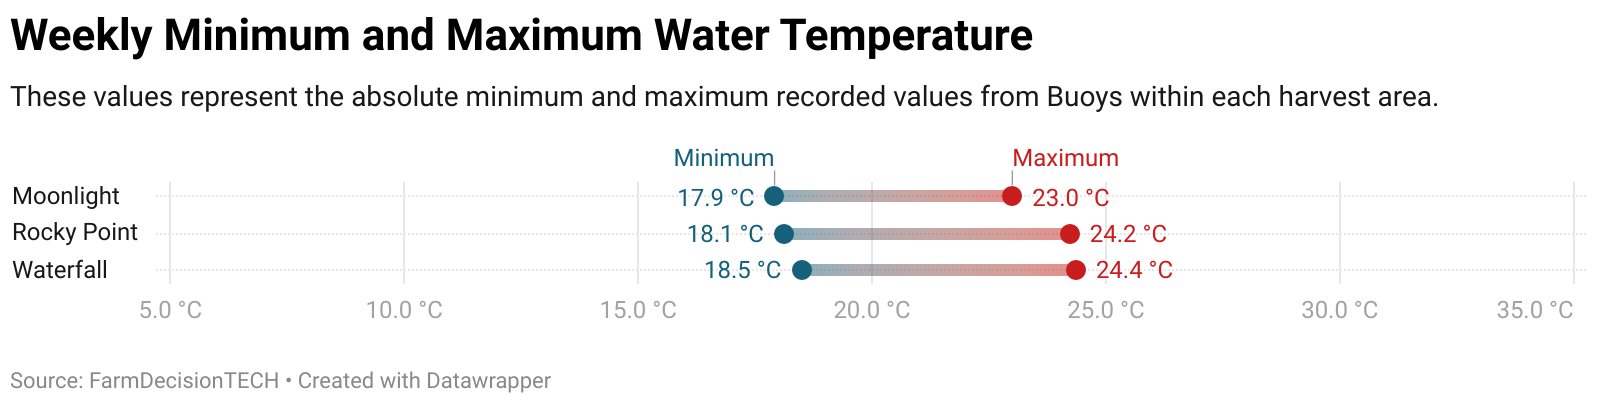 Weekly Minimum and Maximum Water Temperature
These values represent the absolute minimum and maximum recorded values from Buoys within each harvest area.
Minimum Maximum
Moonlight 17.9 °C 23.0 °C
Rocky Point 18.1 °C 24.2 °C
Waterfall 18.5 °C 24.4 °C
5.0 °C 10.0 °C 15.0 °C 20.0 °C 25.0 °C 30.0 °C 35.0 °C
Source: FarmDecisionTECH • Created with Datawrapper